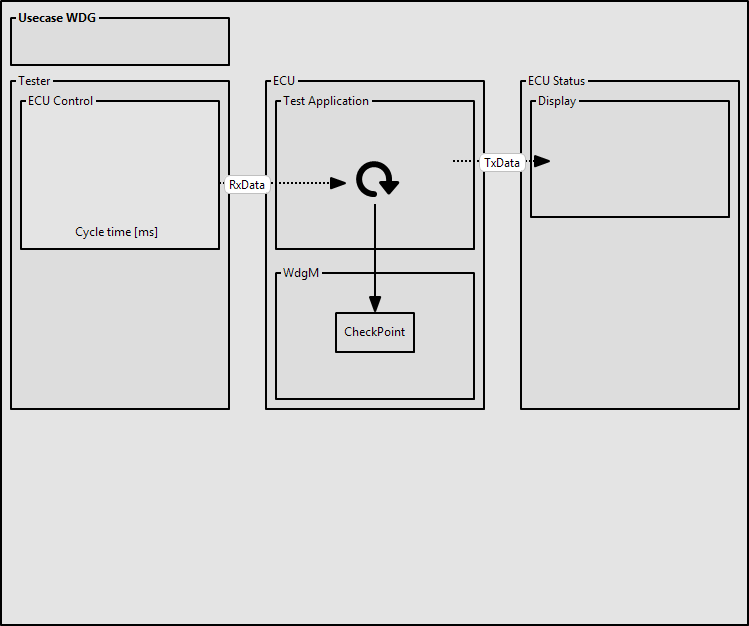 Usecase WDG
Tester
ECU
ECU Status
ECU Control
Test Application
Display
RxData
TxData
Cycle time [ms]
WdgM
CheckPoint